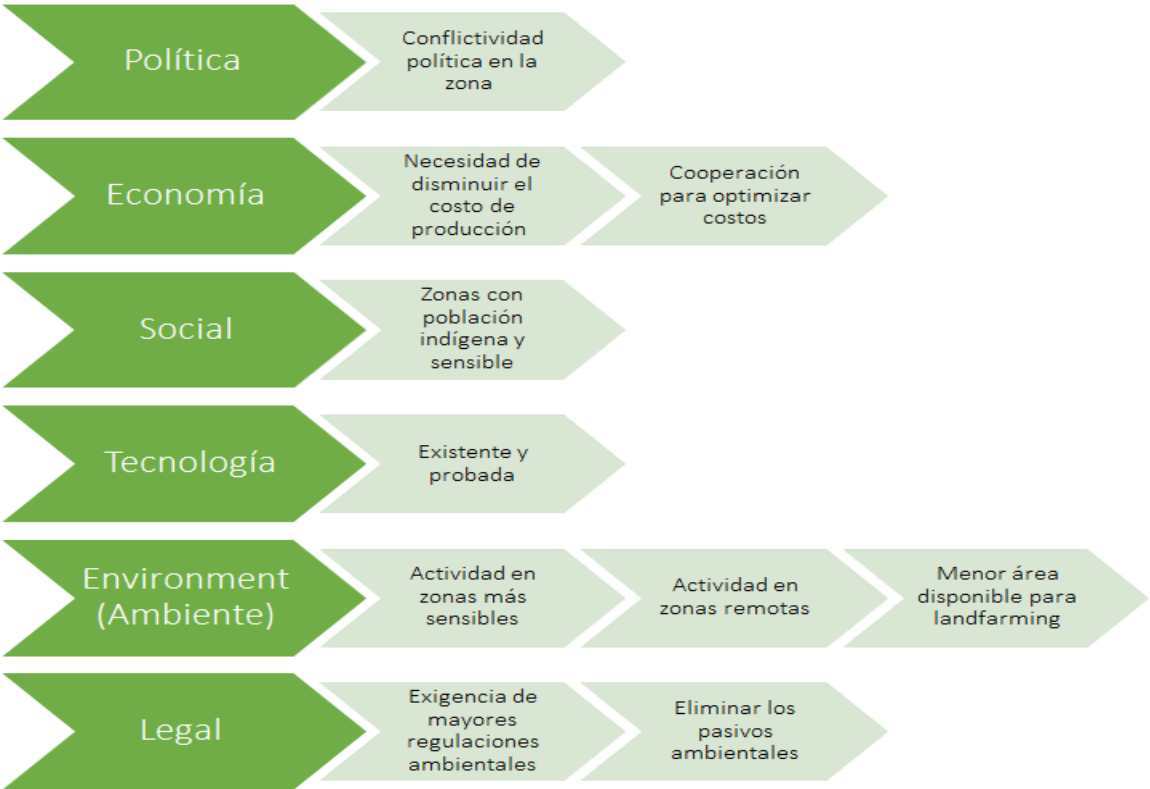 Política
Conflictividad
política en la
zona
Economía
Necesidad de
disminuir el
costo de
producción
Cooperación
para optimizar
costos
Social
Zonas con
población
indígena y
sensible
Tecnología
Existente y
probada
Environment
(Ambiente)
Actividad en
zonas más
sensibles
Actividad en
zonas remotas
Menor área
disponible para
landfarming
Legal
Exigencia de
mayores
regulaciones
ambientales
Eliminar los
pasivos
ambientales